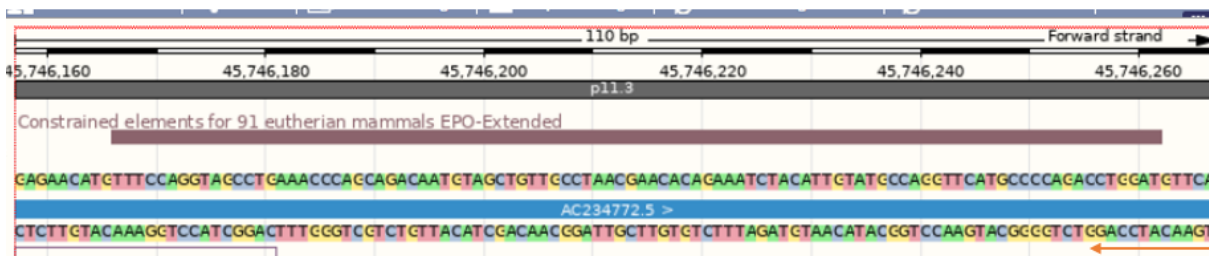 110 bp Forward strand
45,746,160 45,746,180 45,746,200 45,746,220 45,746,240 45,746,260
p11.3
Constrained elements for 91 eutherian mammals EPO-Extended
GAGAACATGTTTCCAGGTAGCCTGAAACCCAGCAGACAATGTAGCTGTTGCCTAACGAACACAGAAATCTACATTGTATGCCAGGTTCATGCCCCAGACCTGGATGTTCA
AC234772.5 >
CTCTTGTACAAAGGTCCATCGGACTTTGGGTCGTCTGTTACATCGACAACGGATTGCTTGTGTCTTTAGATGTAACATACGGTCCAAGTACGGGGTCTGGACCTACAAGT